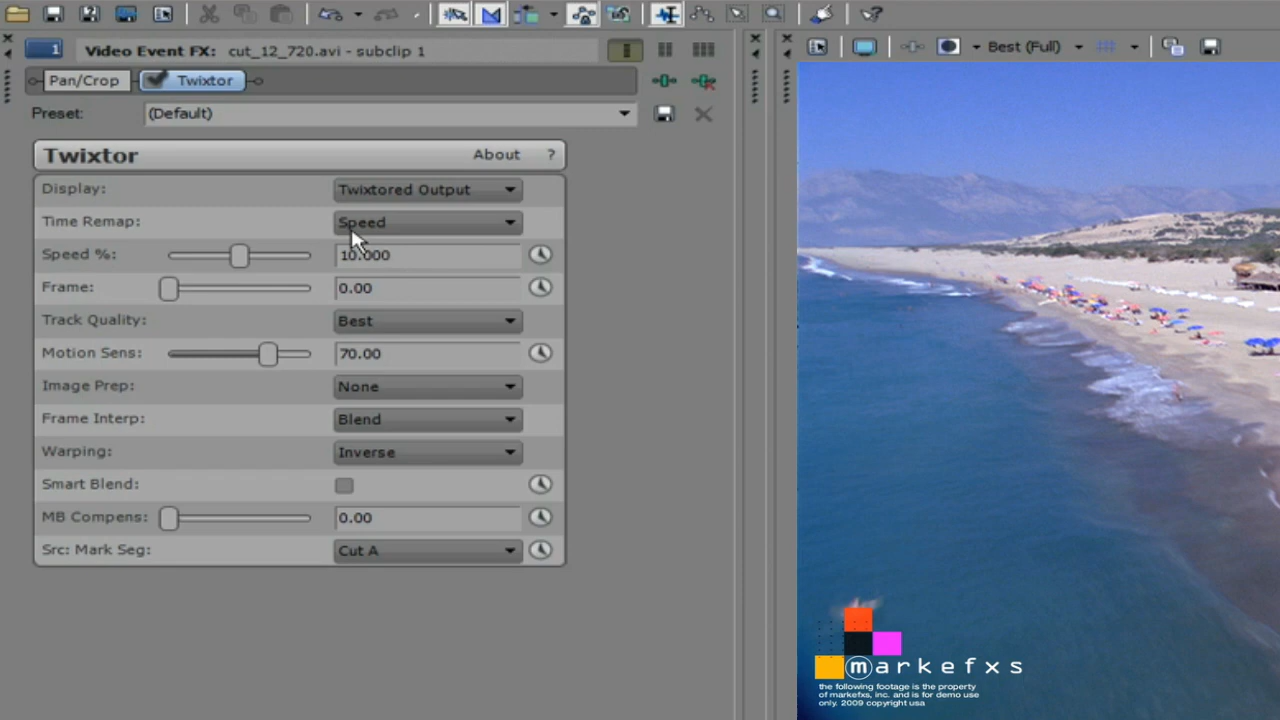 1
Video Event FX: cut_12_720.avi - subclip 1
Pan/Crop
Twixtor
Best (Full)
Preset:
(Default)
Twixtor
About
?
Display:
Twixtored Output
Time Remap:
Speed
Speed %:
10.000
Frame:
0.00
Track Quality:
Best
Motion Sens:
70.00
Image Prep:
None
Frame Interp:
Blend
Warping:
Inverse
Smart Blend:
MB Compens:
0.00
Src: Mark Seg:
Cut A
markefxs
the following footage is the property
of markefxs, inc. and is for demo use
only. 2009 copyright usa